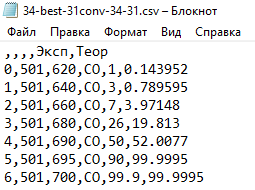 34-best-31conv-34-31.csv – Блокнот
Файл Правка Формат Вид Справка
,,,,Эксп,Теор
0,501,620,CO,1,0.143952
1,501,640,CO,3,0.789595
2,501,660,CO,7,3.97148
3,501,680,CO,26,19.813
4,501,690,CO,50,52.0077
5,501,695,CO,90,99.9995
6,501,700,CO,99.9,99.9995